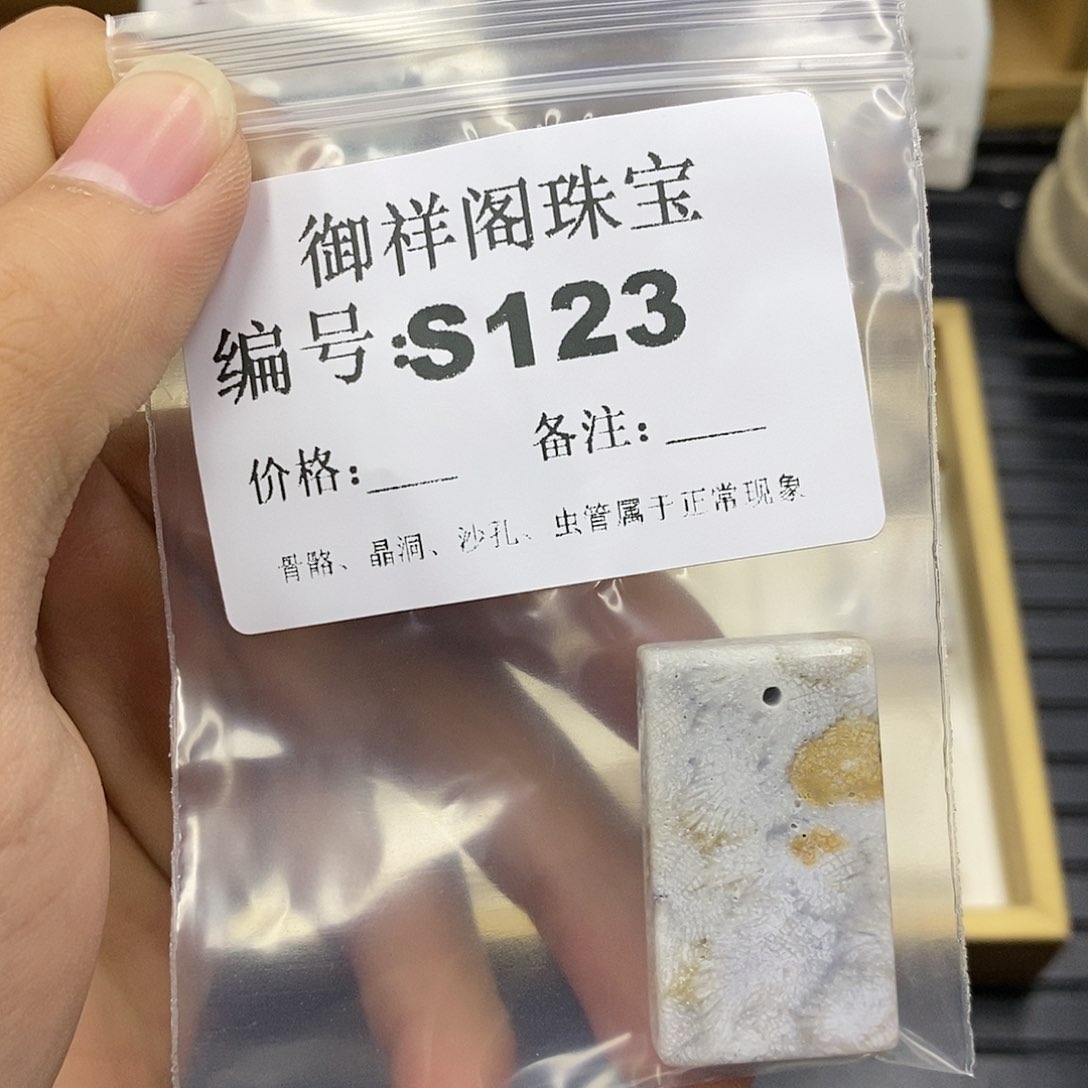 御祥阁珠宝
编号:S123
价格:____ 备注:____
骨骼、晶洞、沙孔、虫管属于正常现象